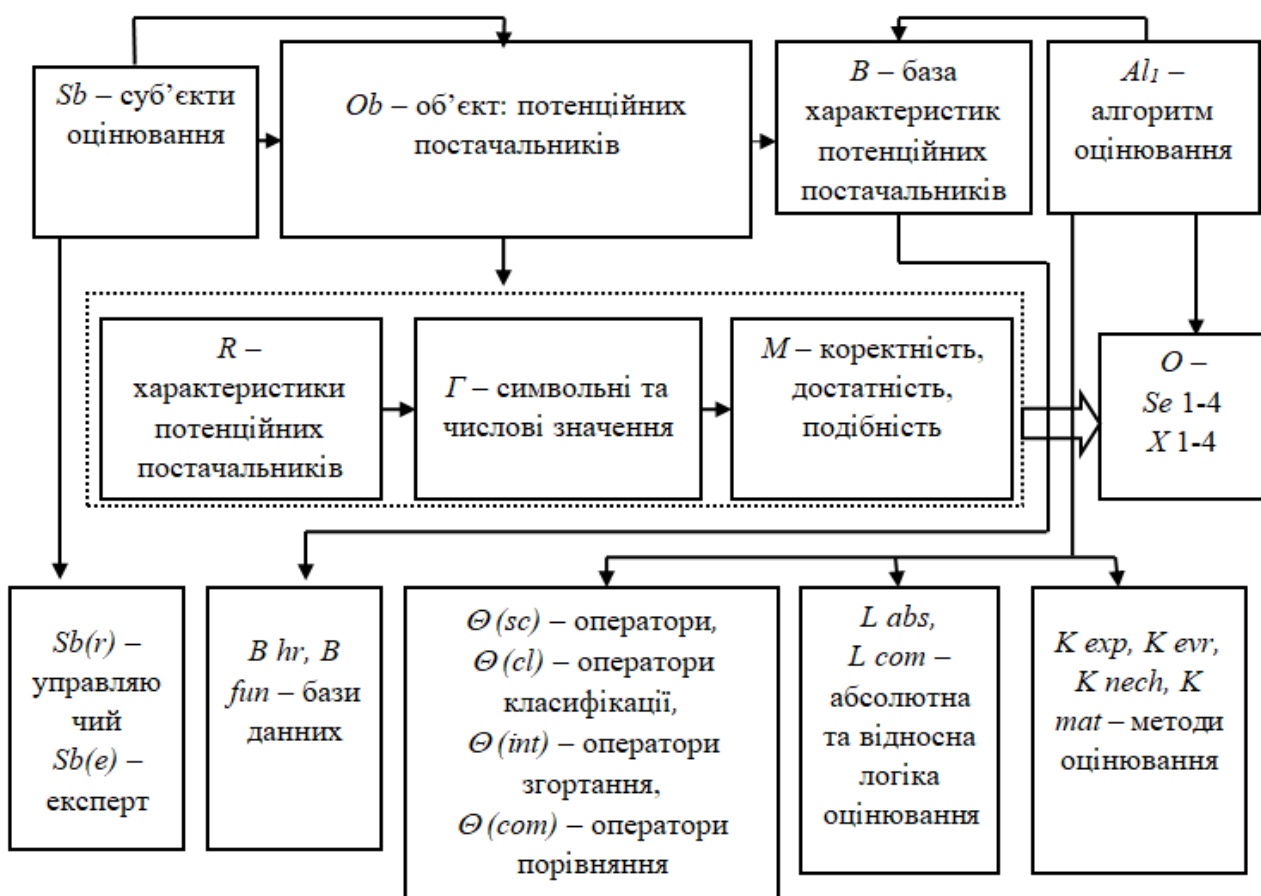 Sb – суб’єкти
оцінювання
Ob – об’єкт: потенційних
постачальників
B – база
характеристик
потенційних
постачальників
Al₁ –
алгоритм
оцінювання
R –
характеристики
потенційних
постачальників
Г – символьні та
числові значення
M – коректність,
достатність,
подібність
O –
Se 1-4
X 1-4
Sb(r) –
управляю
чий
Sb(e) –
експерт
B hr, B
fun – бази
данних
Θ (sc) – оператори,
Θ (cl) – оператори
класифікації,
Θ (int) – оператори
згортання,
Θ (com) – оператори
порівняння
L abs,
L com –
абсолютна
та відносна
логіка
оцінювання
K exp, K evr,
K nech, K
mat – методи
оцінювання